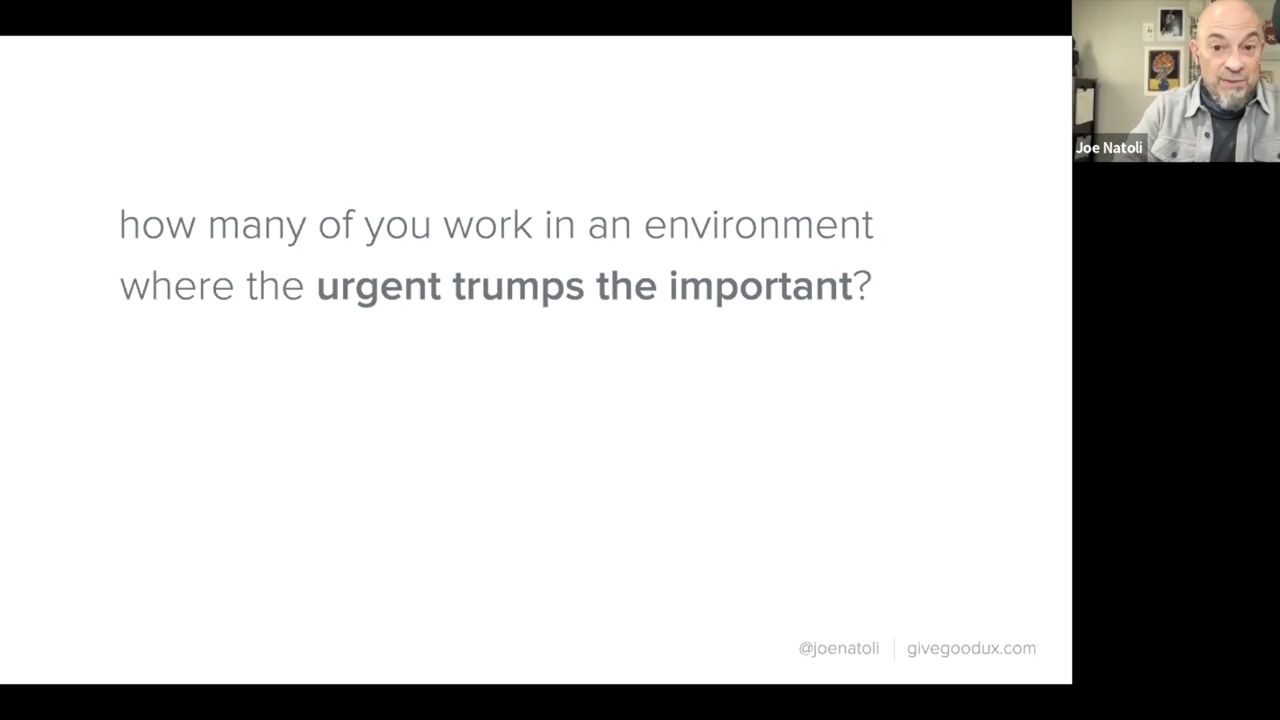 how many of you work in an environment
where the urgent trumps the important?
Joe Natoli
@joenatoli
givegoodux.com